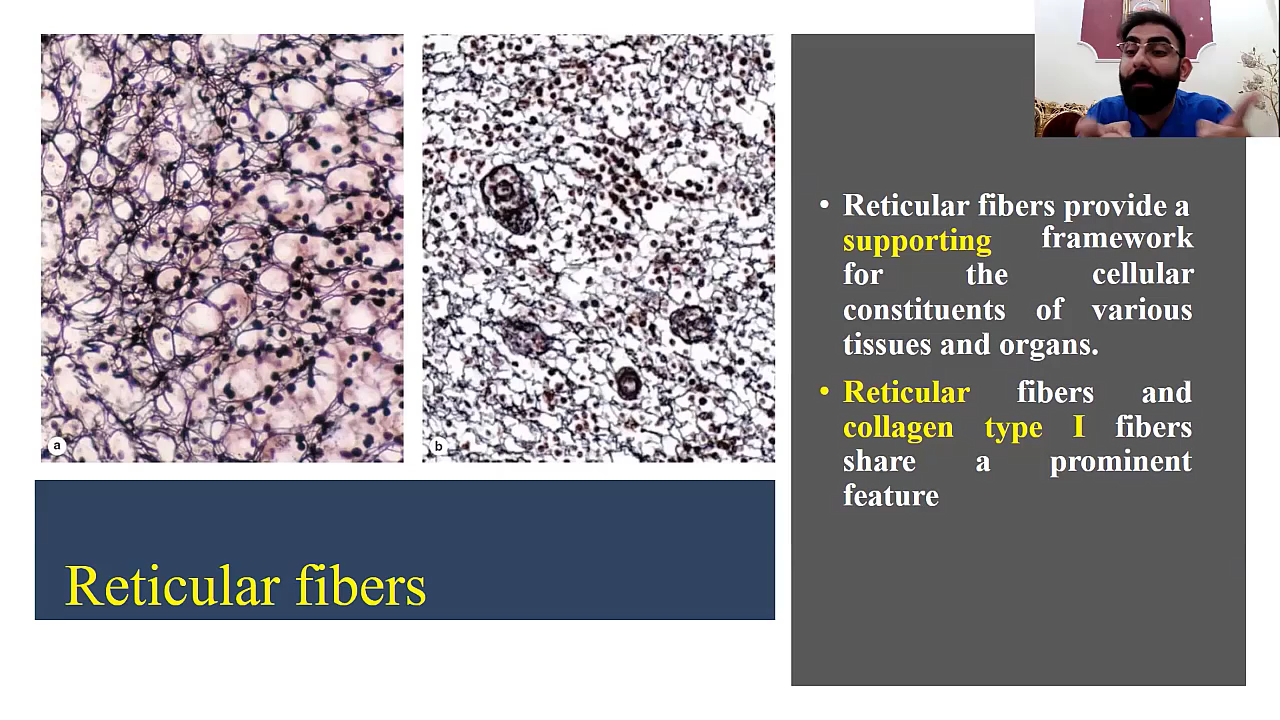 a
b
Reticular fibers
• Reticular fibers provide a
supporting framework
for the cellular
constituents of various
tissues and organs.
• Reticular fibers and
collagen type I fibers
share a prominent
feature